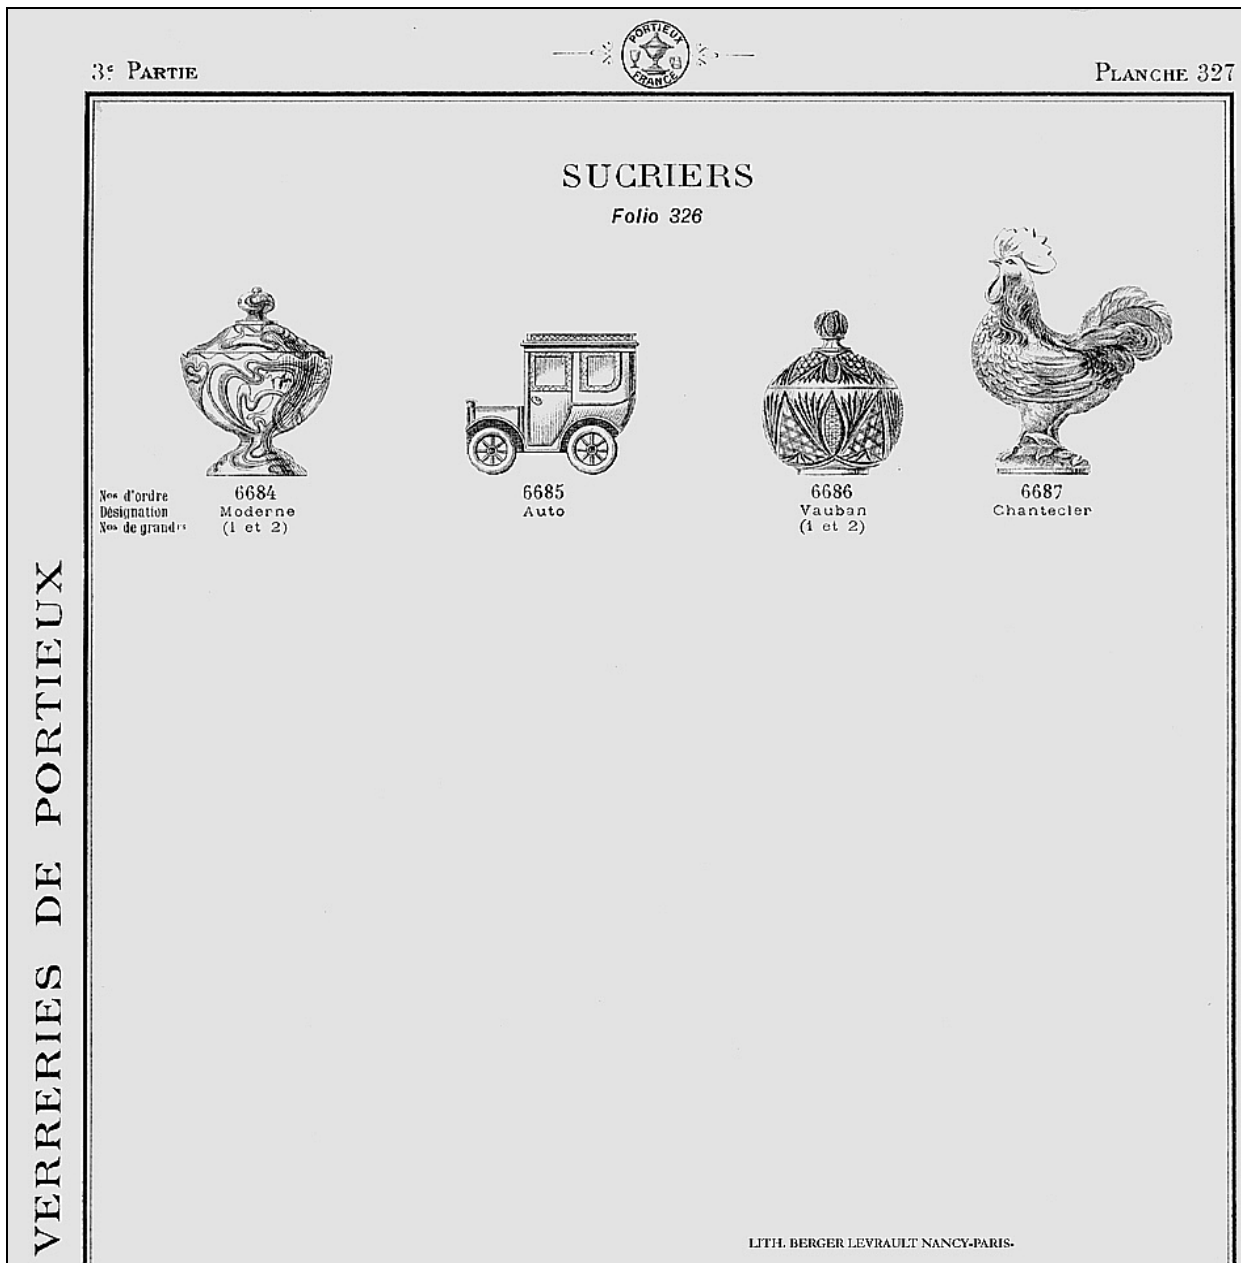 PORTIEUX
FRANCE
3e PARTIE
PLANCHE 327
SUCRIERS
Folio 326
Nos d'ordre 6684 6685 6686 6687
Désignation Moderne Auto Vauban Chantecler
Nos de grandrs (1 et 2) (1 et 2)
VERRERIES DE PORTIEUX
LITH. BERGER LEVRAULT NANCY-PARIS-